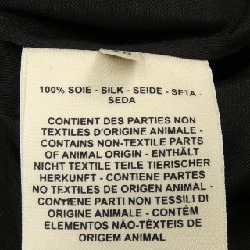 100% SOIE - SILK - SEIDE - SETA -
SEDA
CONTIENT DES PARTIES NON
TEXTILES D'ORIGINE ANIMALE -
CONTAINS NON-TEXTILE PARTS
OF ANIMAL ORIGIN - ENTHÄLT
NICHT TEXTILE TEILE TIERISCHER
HERKUNFT - CONTIENE PARTES
NO TEXTILES DE ORIGEN ANIMAL -
CONTIENE PARTI NON TESSILI DI
ORIGINE ANIMALE - CONTÉM
ELEMENTOS NÃO-TÊXTEIS DE
ORIGEM ANIMAL